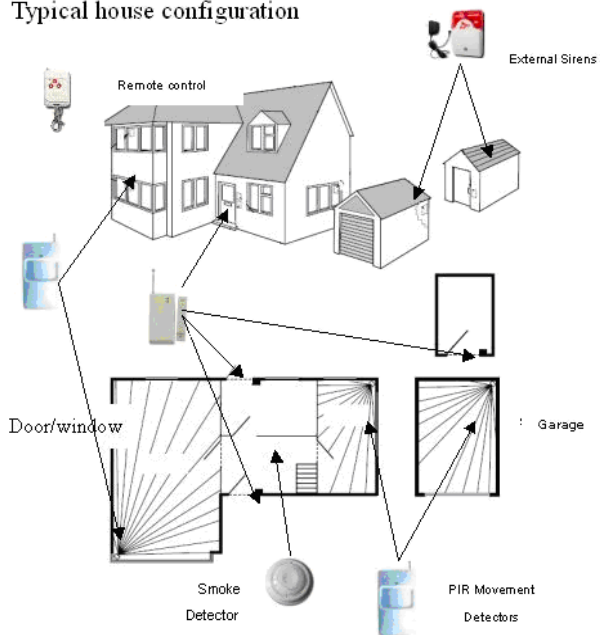 Typical house configuration
External Sirens
Remote control
Door/window
: Garage
Smoke
Detector
PIR Movement
Detectors